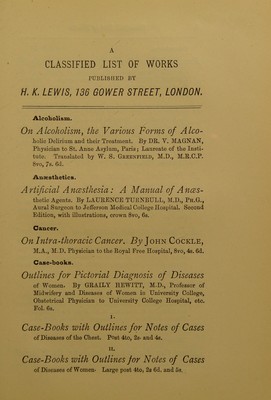 A
CLASSIFIED LIST OF WORKS
PUBLISHED BY
H. K. LEWIS, 136 GOWER STREET, LONDON.
Alcoholism.
On Alcoholism, the Various Forms of Alco-
holic Delirium and their Treatment. By DR. V. MAGNAN,
Physician to St. Anne Asylum, Paris; Laureate of the Insti-
tute. Translated by W. S. GREENFIELD, M.D., M.R.C.P.
8vo, 7s. 6d.
Anæsthetics.
Artificial Anæsthesia: A Manual of Anæs-
thetic Agents. By LAURENCE TURNBULL, M.D., PH.G.,
Aural Surgeon to Jefferson Medical College Hospital. Second
Edition, with illustrations, crown 8vo, 6s.
Cancer.
On Intra-thoracic Cancer. By JOHN COCKLE,
M.A., M.D. Physician to the Royal Free Hospital, 8vo, 4s. 6d.
Case-books.
Outlines for Pictorial Diagnosis of Diseases
of Women. By GRAILY HEWITT, M.D., Professor of
Midwifery and Diseases of Women in University College,
Obstetrical Physician to University College Hospital, etc.
Fol. 6s.
I.
Case-Books with Outlines for Notes of Cases
of Diseases of the Chest. Post 4to, 2s. and 4s.
II.
Case-Books with Outlines for Notes of Cases
of Diseases of Women. Large post 4to, 2s 6d. and 5s.